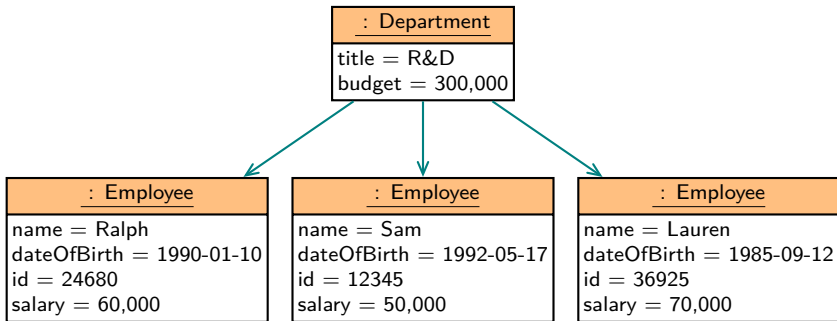 : Department
title = R&D
budget = 300,000
: Employee
name = Ralph
dateOfBirth = 1990-01-10
id = 24680
salary = 60,000
: Employee
name = Sam
dateOfBirth = 1992-05-17
id = 12345
salary = 50,000
: Employee
name = Lauren
dateOfBirth = 1985-09-12
id = 36925
salary = 70,000